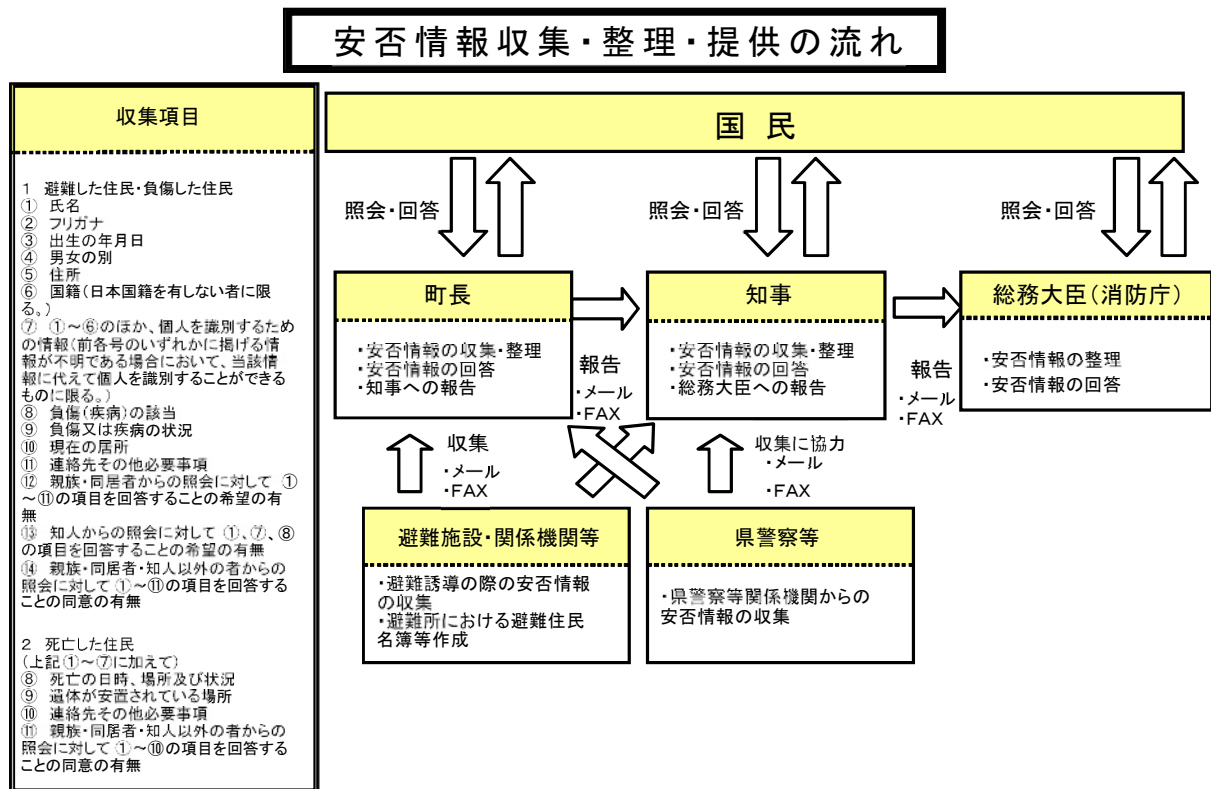 安否情報収集・整理・提供の流れ
収集項目
1 避難した住民・負傷した住民
① 氏名
② フリガナ
③ 出生の年月日
④ 男女の別
⑤ 住所
⑥ 国籍(日本国籍を有しない者に限
る。)
⑦ ①～⑥のほか、個人を識別するため
の情報(前各号のいずれかに掲げる情
報が不明である場合において、当該情
報に代えて個人を識別することができる
ものに限る。)
⑧ 負傷(疾病)の該当
⑨ 負傷又は疾病の状況
⑩ 現在の居所
⑪ 連絡先その他必要事項
⑫ 親族・同居者からの照会に対して ①
～⑪の項目を回答することの希望の有
無
⑬ 知人からの照会に対して ①、⑦、⑧
の項目を回答することの希望の有無
⑭ 親族・同居者・知人以外の者からの
照会に対して ①～⑪の項目を回答する
ことの同意の有無
2 死亡した住民
(上記①～⑦に加えて)
⑧ 死亡の日時、場所及び状況
⑨ 遺体が安置されている場所
⑩ 連絡先その他必要事項
⑪ 親族・同居者・知人以外の者からの
照会に対して ①～⑩の項目を回答する
ことの同意の有無
国 民
照会・回答
照会・回答
照会・回答
町長
・安否情報の収集・整理
・安否情報の回答
・知事への報告
報告
・メール
・FAX
知事
・安否情報の収集・整理
・安否情報の回答
・総務大臣への報告
報告
・メール
・FAX
総務大臣(消防庁)
・安否情報の整理
・安否情報の回答
収集
・メール
・FAX
収集に協力
・メール
・FAX
避難施設・関係機関等
・避難誘導の際の安否情報
の収集
・避難所における避難住民
名簿等作成
県警察等
・県警察等関係機関からの
安否情報の収集